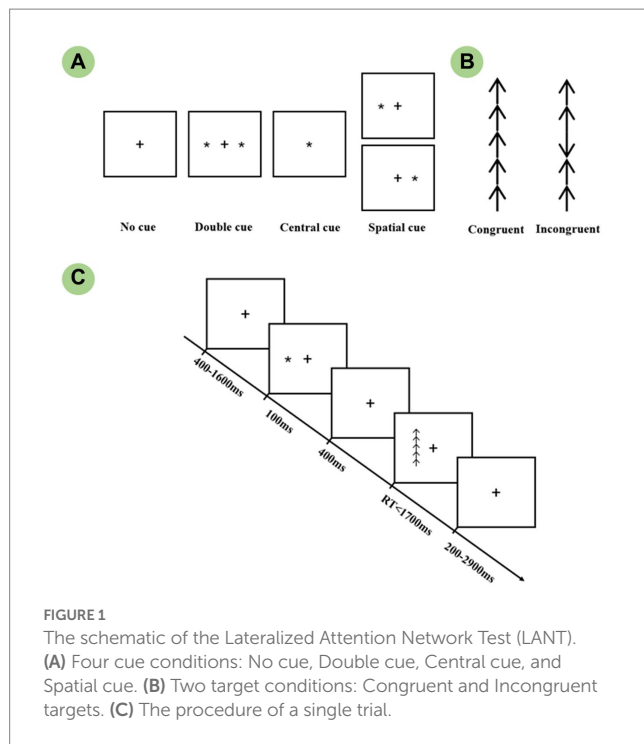 A
B
+
* + *
*
* +
+ *
No cue Double cue Central cue Spatial cue
Congruent Incongruent
C
+
* +
+
+
+
400-1600ms
100ms
400ms
RT<1700ms
200-2900ms
FIGURE 1
The schematic of the Lateralized Attention Network Test (LANT).
(A) Four cue conditions: No cue, Double cue, Central cue, and
Spatial cue. (B) Two target conditions: Congruent and Incongruent
targets. (C) The procedure of a single trial.